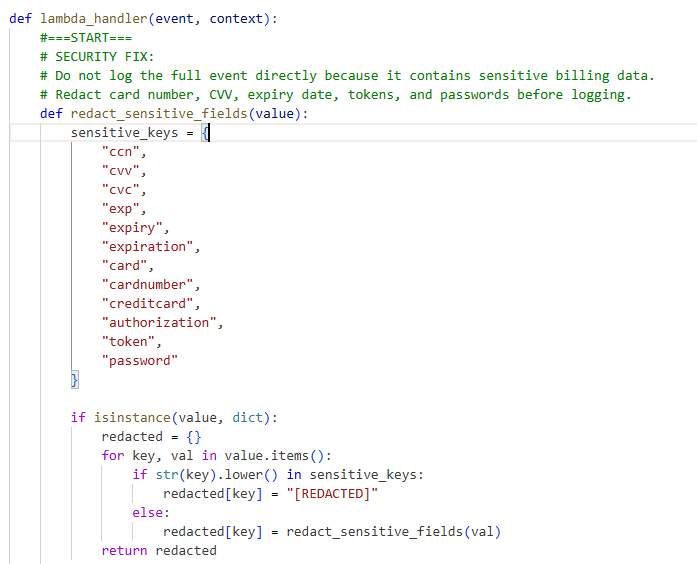 def lambda_handler(event, context):
    #===START===
    # SECURITY FIX:
    # Do not log the full event directly because it contains sensitive billing data.
    # Redact card number, CVV, expiry date, tokens, and passwords before logging.
    def redact_sensitive_fields(value):
        sensitive_keys = {
            "ccn",
            "cvv",
            "cvc",
            "exp",
            "expiry",
            "expiration",
            "card",
            "cardnumber",
            "creditcard",
            "authorization",
            "token",
            "password"
        }

        if isinstance(value, dict):
            redacted = {}
            for key, val in value.items():
                if str(key).lower() in sensitive_keys:
                    redacted[key] = "[REDACTED]"
                else:
                    redacted[key] = redact_sensitive_fields(val)
            return redacted